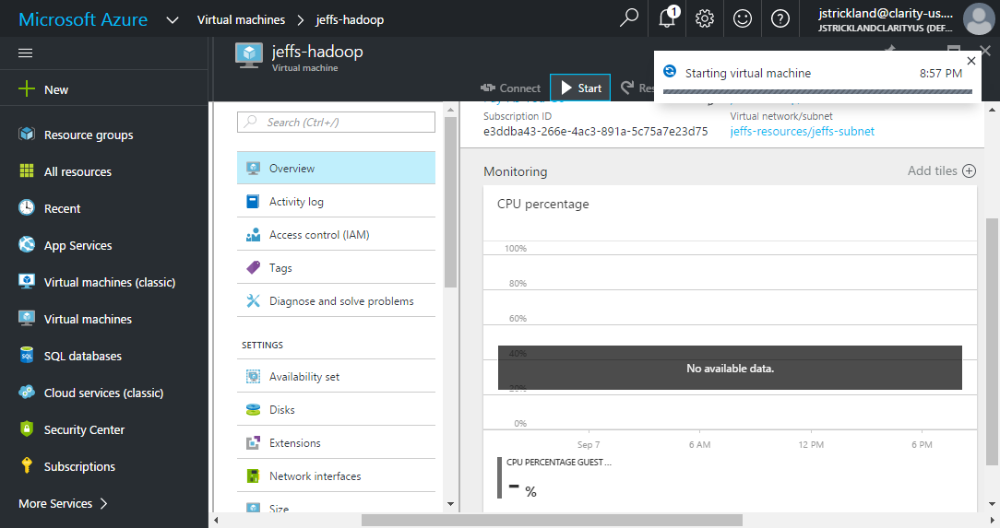 Microsoft Azure
Virtual machines
jeffs-hadoop
1
jstrickland@clarity-us....
JSTRICKLANDCLARITYUS (DEF...
jeffs-hadoop
Virtual machine
Connect
Start
Starting virtual machine
8:57 PM
New
Resource groups
All resources
Recent
App Services
Virtual machines (classic)
Virtual machines
SQL databases
Cloud services (classic)
Security Center
Subscriptions
More Services
Search (Ctrl+/)
Overview
Activity log
Access control (IAM)
Tags
Diagnose and solve problems
SETTINGS
Availability set
Disks
Extensions
Network interfaces
Size
Subscription ID
e3ddba43-266e-4ac3-891a-5c75a7e23d75
Virtual network/subnet
jeffs-resources/jeffs-subnet
Monitoring
Add tiles
CPU percentage
100%
80%
60%
40%
No available data.
20%
0%
Sep 7
6 AM
12 PM
6 PM
CPU PERCENTAGE GUEST ...
- %